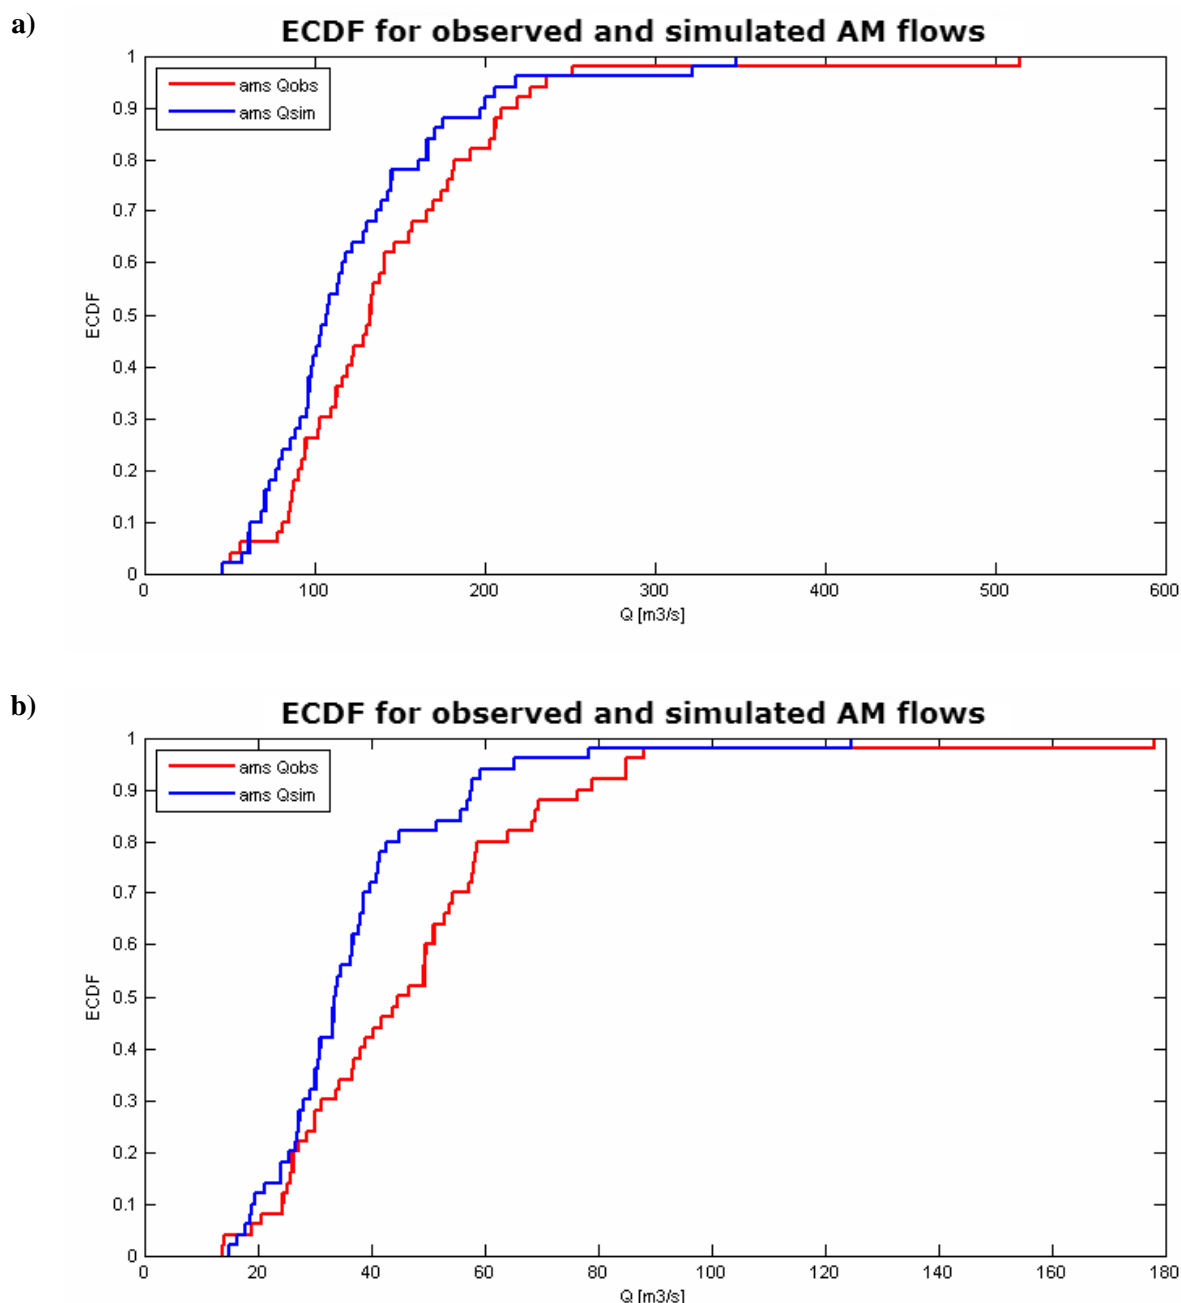 a)
ECDF for observed and simulated AM flows
1
0.9
0.8
0.7
0.6
0.5
0.4
0.3
0.2
0.1
0
ECDF
ams Qobs
ams Qsim
0 100 200 300 400 500 600
Q [m3/s]
b)
ECDF for observed and simulated AM flows
1
0.9
0.8
0.7
0.6
0.5
0.4
0.3
0.2
0.1
0
ECDF
ams Qobs
ams Qsim
0 20 40 60 80 100 120 140 160 180
Q [m3/s]